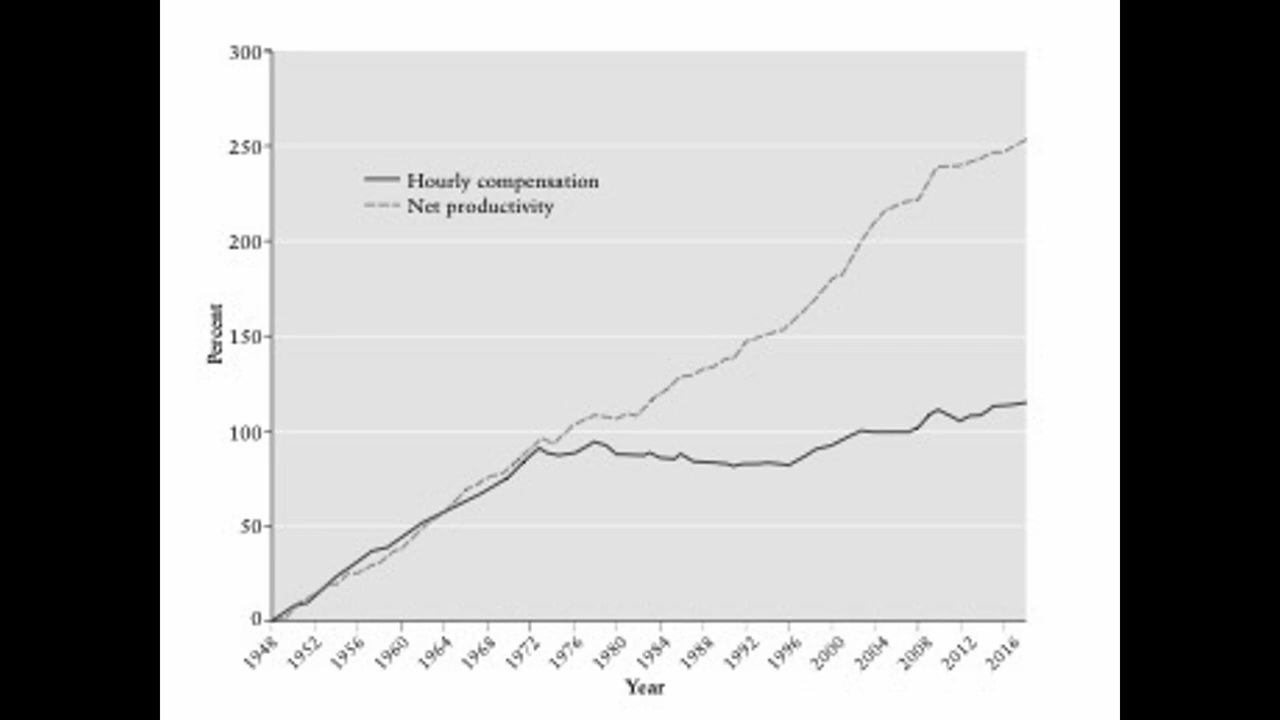 300
250
Hourly compensation
Net productivity
200
Percent
150
100
50
0
1948 1952 1956 1960 1964 1968 1972 1976 1980 1984 1988 1992 1996 2000 2004 2008 2012 2016
Year